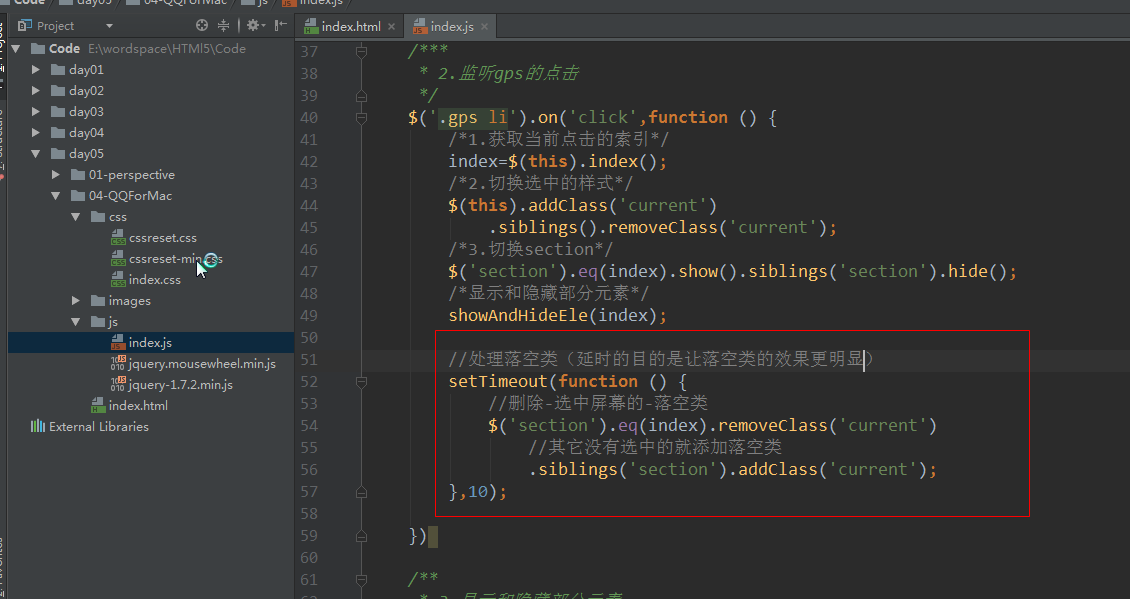 Code
day05
04-QQForMac
js
index.js
Project
index.html
index.js
Code E:\wordspace\HTMl5\Code
day01
day02
day03
day04
day05
01-perspective
04-QQForMac
css
cssreset.css
cssreset-min.css
index.css
images
js
index.js
jquery.mousewheel.min.js
jquery-1.7.2.min.js
index.html
External Libraries
37 /***
38 * 2.监听gps的点击
39 */
40 $('.gps li').on('click',function () {
41 /*1.获取当前点击的索引*/
42 index=$(this).index();
43 /*2.切换选中的样式*/
44 $(this).addClass('current')
45 .siblings().removeClass('current');
46 /*3.切换section*/
47 $('section').eq(index).show().siblings('section').hide();
48 /*显示和隐藏部分元素*/
49 showAndHideEle(index);
50
51 //处理落空类（延时的目的是让落空类的效果更明显）
52 setTimeout(function () {
53 //删除-选中屏幕的-落空类
54 $('section').eq(index).removeClass('current')
55 //其它没有选中的就添加落空类
56 .siblings('section').addClass('current');
57 },10);
58
59 })
60
61 /**